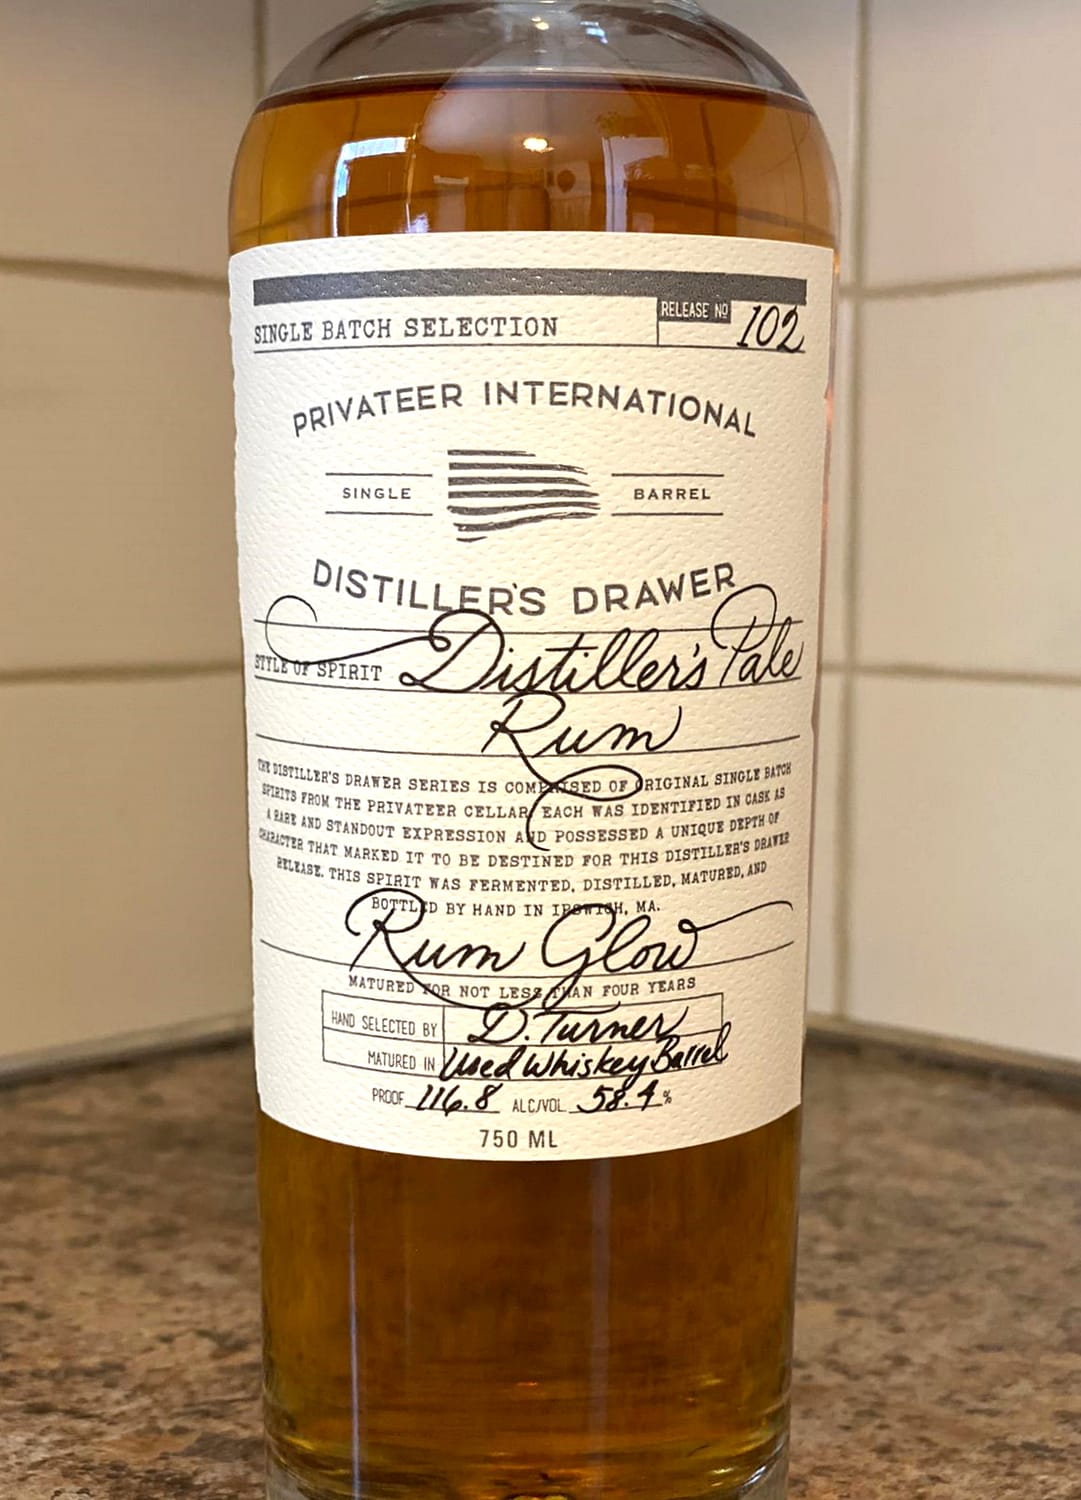 SINGLE BATCH SELECTION RELEASE Nº 102
PRIVATEER INTERNATIONAL
SINGLE BARREL
DISTILLER'S DRAWER
STYLE OF SPIRIT Distiller's Pale
Rum
THE DISTILLER'S DRAWER SERIES IS COMPRISED OF ORIGINAL SINGLE BATCH
SPIRITS FROM THE PRIVATEER CELLAR. EACH WAS IDENTIFIED IN CASK AS
A RARE AND STANDOUT EXPRESSION AND POSSESSED A UNIQUE DEPTH OF
CHARACTER THAT MARKED IT TO BE DESTINED FOR THIS DISTILLER'S DRAWER
RELEASE. THIS SPIRIT WAS FERMENTED, DISTILLED, MATURED, AND
BOTTLED BY HAND IN IPSWICH, MA.
Rum Glow
MATURED FOR NOT LESS THAN FOUR YEARS
HAND SELECTED BY D. Turner
MATURED IN Used Whiskey Barrel
PROOF 116.8 ALC/VOL 58.4 %
750 ML